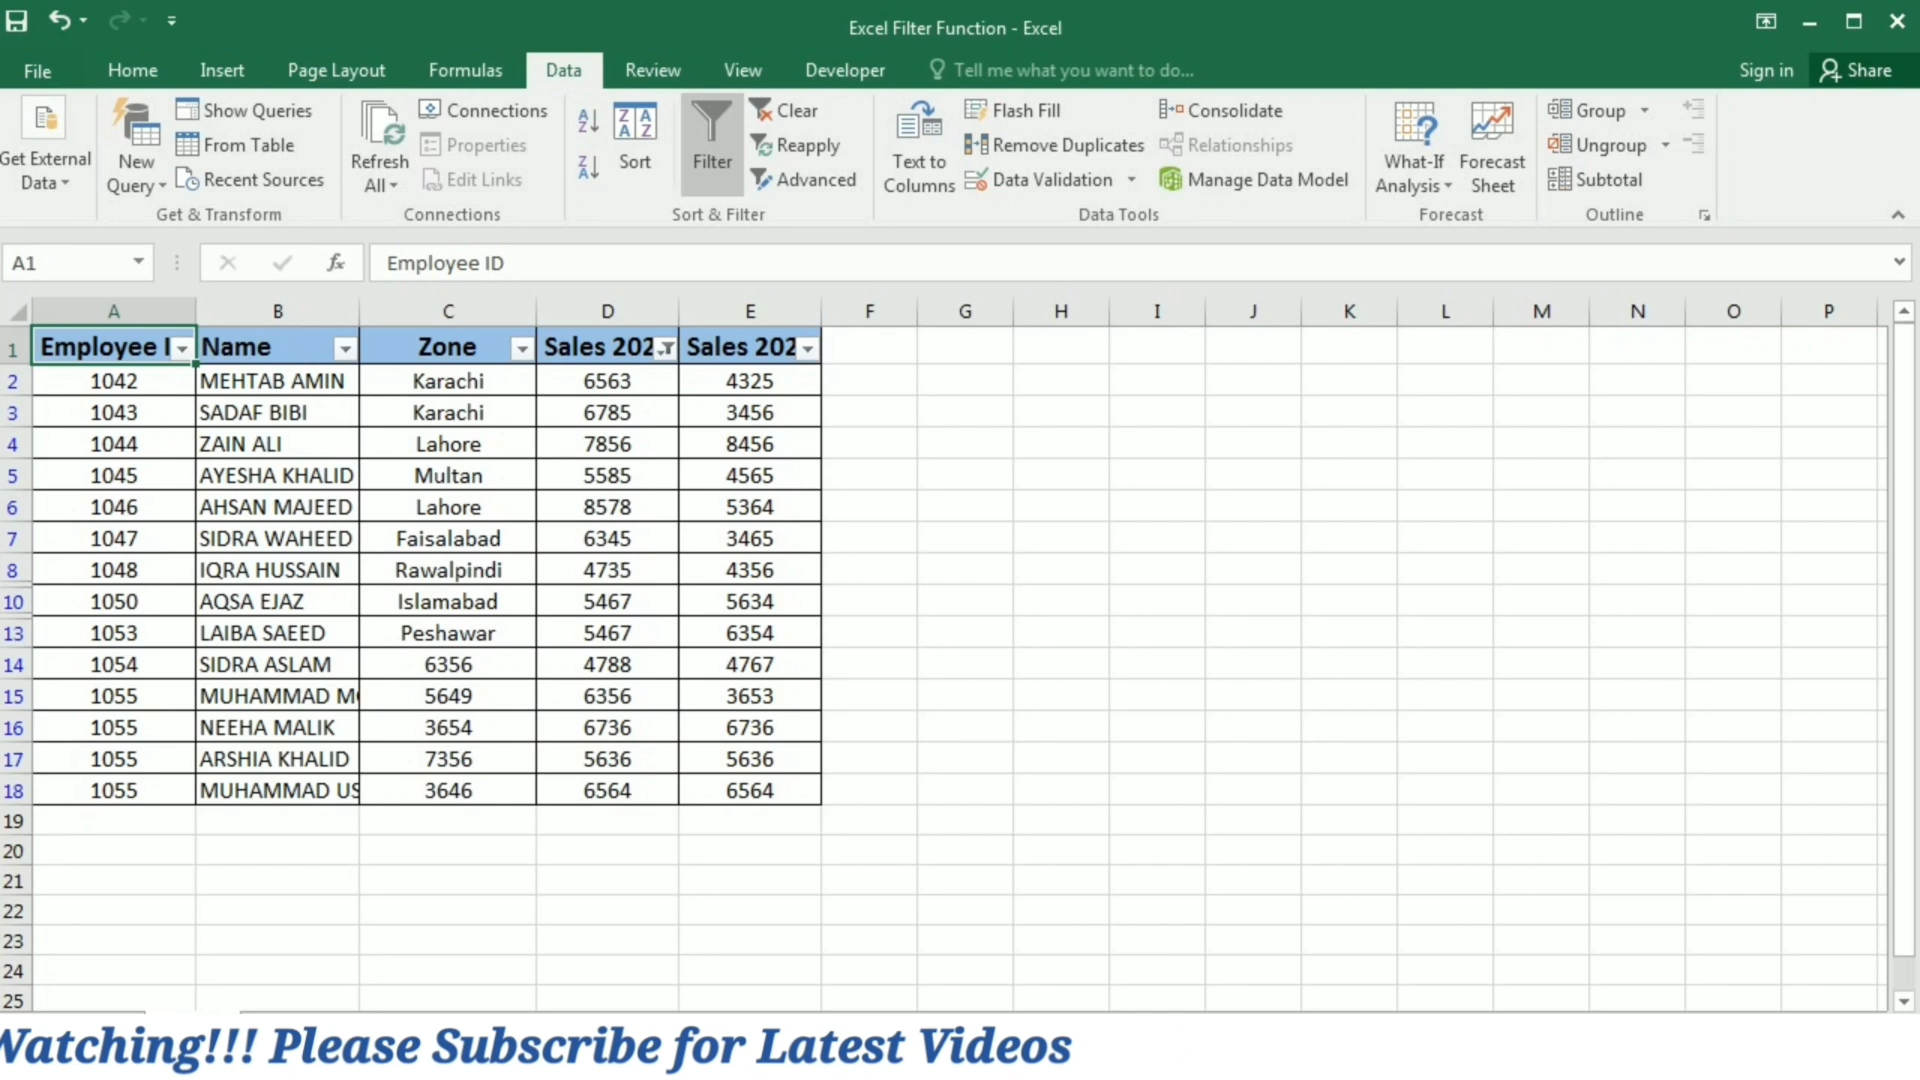 Excel Filter Function - Excel
File Home Insert Page Layout Formulas Data Review View Developer Tell me what you want to do... Sign in Share
Get External Data
New Query
Show Queries
From Table
Recent Sources
Get & Transform
Refresh All
Connections
Properties
Edit Links
Connections
Sort
Filter
Clear
Reapply
Advanced
Sort & Filter
Text to Columns
Flash Fill
Remove Duplicates
Data Validation
Consolidate
Relationships
Manage Data Model
Data Tools
What-If Analysis
Forecast Sheet
Forecast
Group
Ungroup
Subtotal
Outline
A1 fx Employee ID
A B C D E F G H I J K L M N O P
1 Employee I Name Zone Sales 202 Sales 202
2 1042 MEHTAB AMIN Karachi 6563 4325
3 1043 SADAF BIBI Karachi 6785 3456
4 1044 ZAIN ALI Lahore 7856 8456
5 1045 AYESHA KHALID Multan 5585 4565
6 1046 AHSAN MAJEED Lahore 8578 5364
7 1047 SIDRA WAHEED Faisalabad 6345 3465
8 1048 IQRA HUSSAIN Rawalpindi 4735 4356
10 1050 AQSA EJAZ Islamabad 5467 5634
13 1053 LAIBA SAEED Peshawar 5467 6354
14 1054 SIDRA ASLAM 6356 4788 4767
15 1055 MUHAMMAD M 5649 6356 3653
16 1055 NEEHA MALIK 3654 6736 6736
17 1055 ARSHIA KHALID 7356 5636 5636
18 1055 MUHAMMAD US 3646 6564 6564
19
20
21
22
23
24
25
Watching!!! Please Subscribe for Latest Videos